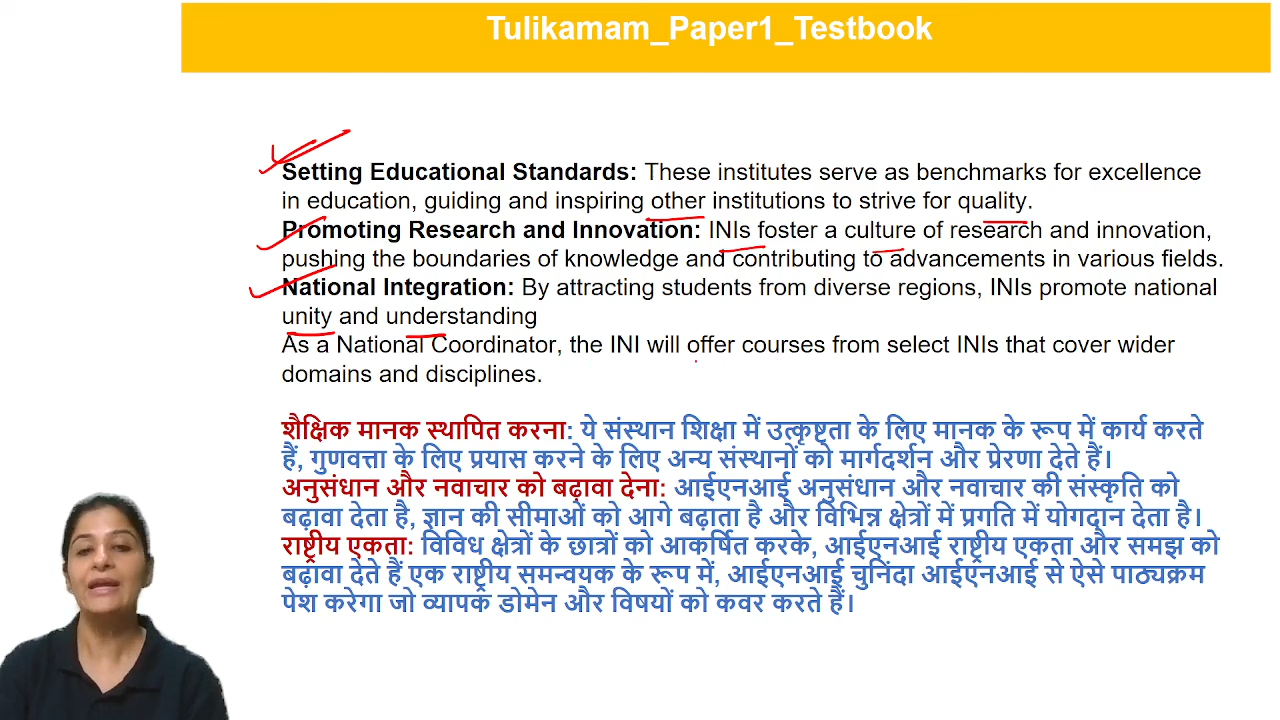 Tulikamam_Paper1_Testbook
Setting Educational Standards: These institutes serve as benchmarks for excellence
in education, guiding and inspiring other institutions to strive for quality.
Promoting Research and Innovation: INIs foster a culture of research and innovation,
pushing the boundaries of knowledge and contributing to advancements in various fields.
National Integration: By attracting students from diverse regions, INIs promote national
unity and understanding
As a National Coordinator, the INI will offer courses from select INIs that cover wider
domains and disciplines.
शैक्षिक मानक स्थापित करना: ये संस्थान शिक्षा में उत्कृष्टता के लिए मानक के रूप में कार्य करते
हैं, गुणवत्ता के लिए प्रयास करने के लिए अन्य संस्थानों को मार्गदर्शन और प्रेरणा देते हैं।
अनुसंधान और नवाचार को बढ़ावा देना: आईएनआई अनुसंधान और नवाचार की संस्कृति को
बढ़ावा देता है, ज्ञान की सीमाओं को आगे बढ़ाता है और विभिन्न क्षेत्रों में प्रगति में योगदान देता है।
राष्ट्रीय एकता: विविध क्षेत्रों के छात्रों को आकर्षित करके, आईएनआई राष्ट्रीय एकता और समझ को
बढ़ावा देते हैं एक राष्ट्रीय समन्वयक के रूप में, आईएनआई चुनिंदा आईएनआई से ऐसे पाठ्यक्रम
पेश करेगा जो व्यापक डोमेन और विषयों को कवर करते हैं।